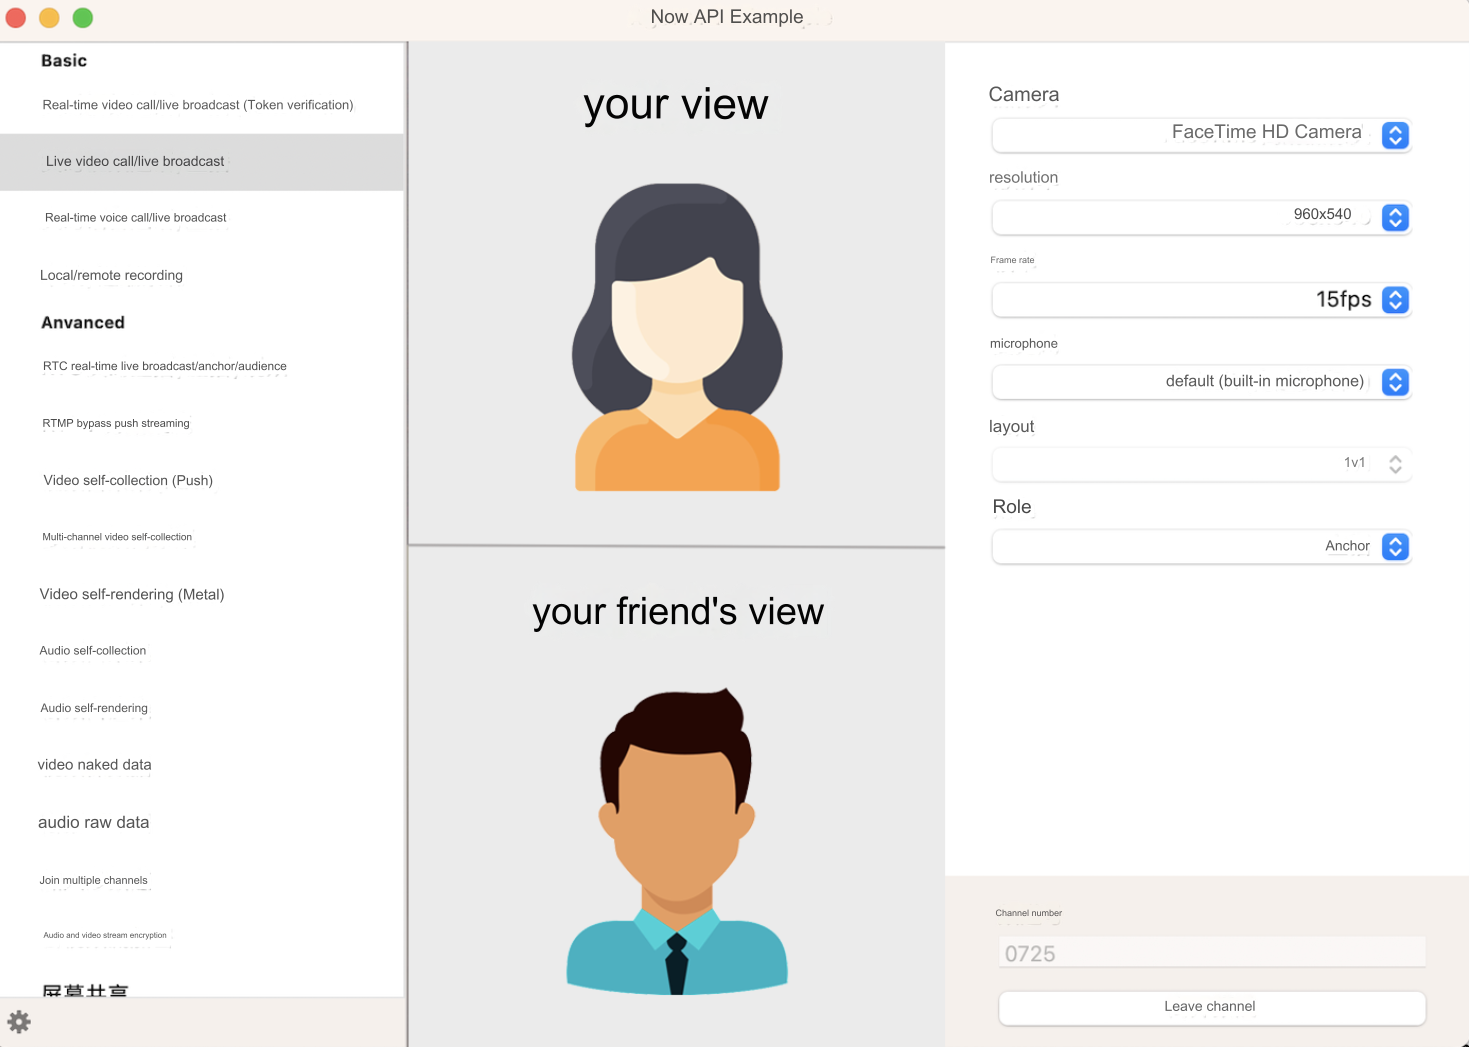 Now API Example
Basic
Real-time video call/live broadcast (Token verification)
Live video call/live broadcast
Real-time voice call/live broadcast
Local/remote recording
Anvanced
RTC real-time live broadcast/anchor/audience
RTMP bypass push streaming
Video self-collection (Push)
Multi-channel video self-collection
Video self-rendering (Metal)
Audio self-collection
Audio self-rendering
video naked data
audio raw data
Join multiple channels
Audio and video stream encryption
屏幕共享
your view
your friend's view
Camera
FaceTime HD Camera
resolution
960x540
Frame rate
15fps
microphone
default (built-in microphone)
layout
1v1
Role
Anchor
Channel number
0725
Leave channel